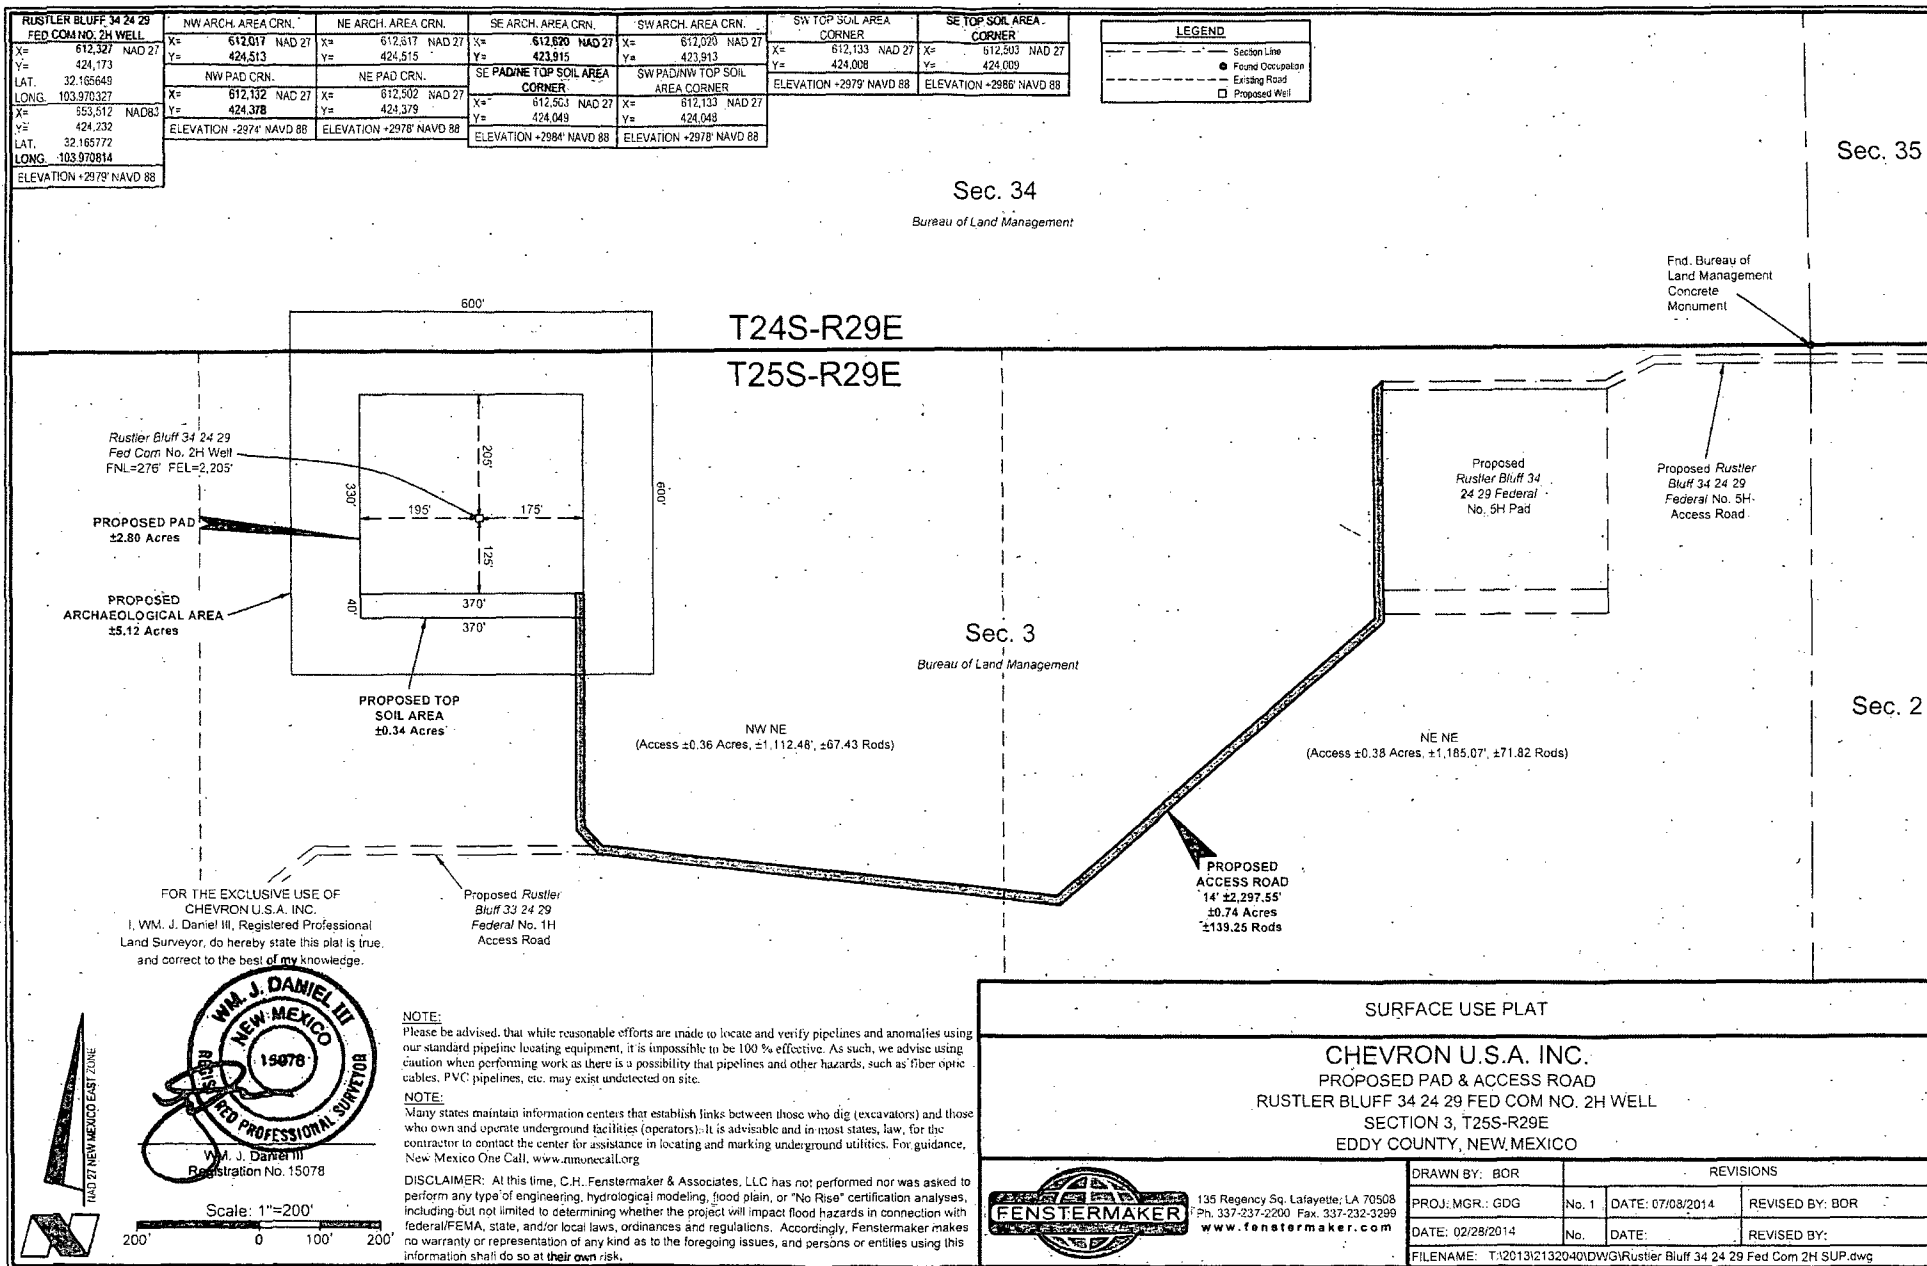 RUSTLER BLUFF 34 24 29
FED COM NO. 2H WELL
X= 612,327 NAD 27
Y= 424,173
LAT. 32.165649
LONG. 103.970327
X= 653,512 NAD83
Y= 424,232
LAT. 32.165772
LONG. 103.970814
ELEVATION +2979' NAVD 88
NW ARCH. AREA CRN.
X= 612,017 NAD 27
Y= 424,513
NW PAD CRN.
X= 612,132 NAD 27
Y= 424,378
ELEVATION +2974' NAVD 88
NE ARCH. AREA CRN.
X= 612,617 NAD 27
Y= 424,515
NE PAD CRN.
X= 612,502 NAD 27
Y= 424,379
ELEVATION +2978' NAVD 88
SE ARCH. AREA CRN.
X= 612,620 NAD 27
Y= 423,915
SE PAD/NE TOP SOIL AREA
CORNER
X= 612,503 NAD 27
Y= 424,049
ELEVATION +2984' NAVD 88
SW ARCH. AREA CRN.
X= 612,020 NAD 27
Y= 423,913
SW PAD/NW TOP SOIL
AREA CORNER
X= 612,133 NAD 27
Y= 424,048
ELEVATION +2978' NAVD 88
SW TOP SOIL AREA
CORNER
X= 612,133 NAD 27
Y= 424,008
ELEVATION +2979' NAVD 88
SE TOP SOIL AREA
CORNER
X= 612,503 NAD 27
Y= 424,009
ELEVATION +2986' NAVD 88
LEGEND
Section Line
Found Occupation
Existing Road
Proposed Well
Sec. 35
Sec. 34
Bureau of Land Management
Fnd. Bureau of
Land Management
Concrete
Monument
600'
T24S-R29E
T25S-R29E
Rustler Bluff 34 24 29
Fed Com No. 2H Well
FNL=276' FEL=2,205'
205'
330'
600'
195'
175'
125'
PROPOSED PAD
±2.80 Acres
PROPOSED
ARCHAEOLOGICAL AREA
±5.12 Acres
40'
370'
370'
PROPOSED TOP
SOIL AREA
±0.34 Acres
Proposed
Rustler Bluff 34
24 29 Federal
No. 5H Pad
Proposed Rustler
Bluff 34 24 29
Federal No. 5H
Access Road
Sec. 3
Bureau of Land Management
Sec. 2
NW NE
(Access ±0.36 Acres, ±1,112.48', ±67.43 Rods)
NE NE
(Access ±0.38 Acres, ±1,185.07', ±71.82 Rods)
PROPOSED
ACCESS ROAD
14' ±2,297.55'
±0.74 Acres
±139.25 Rods
Proposed Rustler
Bluff 33 24 29
Federal No. 1H
Access Road
FOR THE EXCLUSIVE USE OF
CHEVRON U.S.A. INC.
I, WM. J. Daniel III, Registered Professional
Land Surveyor, do hereby state this plat is true
and correct to the best of my knowledge.
WM. J. DANIEL III
NEW MEXICO
15078
REGISTERED PROFESSIONAL SURVEYOR
WM. J. Daniel III
Registration No. 15078
NAD 27 NEW MEXICO EAST ZONE
Scale: 1"=200'
200' 0 100' 200'
NOTE:
Please be advised, that while reasonable efforts are made to locate and verify pipelines and anomalies using
our standard pipeline locating equipment, it is impossible to be 100 % effective. As such, we advise using
caution when performing work as there is a possibility that pipelines and other hazards, such as fiber optic
cables, PVC pipelines, etc. may exist undetected on site.
NOTE:
Many states maintain information centers that establish links between those who dig (excavators) and those
who own and operate underground facilities (operators). It is advisable and in most states, law, for the
contractor to contact the center for assistance in locating and marking underground utilities. For guidance,
New Mexico One Call, www.nmonecall.org
DISCLAIMER: At this time, C.H. Fenstermaker & Associates, LLC has not performed nor was asked to
perform any type of engineering, hydrological modeling, flood plain, or "No Rise" certification analyses,
including but not limited to determining whether the project will impact flood hazards in connection with
federal/FEMA, state, and/or local laws, ordinances and regulations. Accordingly, Fenstermaker makes
no warranty or representation of any kind as to the foregoing issues, and persons or entities using this
information shall do so at their own risk.
SURFACE USE PLAT
CHEVRON U.S.A. INC.
PROPOSED PAD & ACCESS ROAD
RUSTLER BLUFF 34 24 29 FED COM NO. 2H WELL
SECTION 3, T25S-R29E
EDDY COUNTY, NEW MEXICO
FENSTERMAKER
135 Regency Sq. Lafayette, LA 70508
Ph. 337-237-2200 Fax. 337-232-3299
www.fenstermaker.com
DRAWN BY: BOR
REVISIONS
PROJ. MGR.: GDG
No. 1
DATE: 07/08/2014
REVISED BY: BOR
DATE: 02/28/2014
No.
DATE:
REVISED BY:
FILENAME: T:\2013\2132040\DWG\Rustler Bluff 34 24 29 Fed Com 2H SUP.dwg